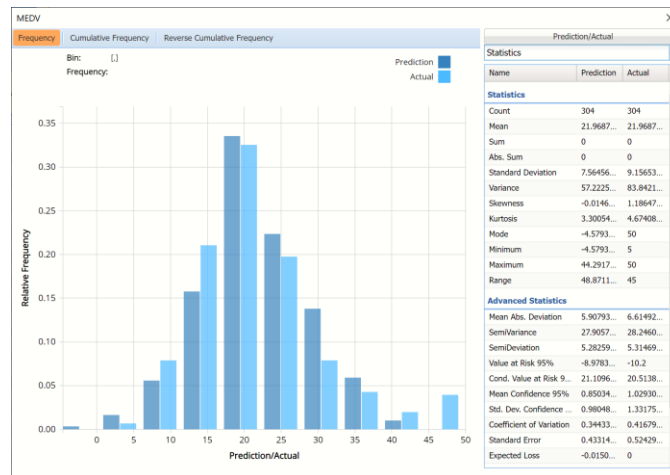 MEDV
Frequency Cumulative Frequency Reverse Cumulative Frequency
Bin: [.]
Frequency:
Prediction
Actual
Relative Frequency
0.35
0.30
0.25
0.20
0.15
0.10
0.05
0.00
0 5 10 15 20 25 30 35 40 45 50
Prediction/Actual
Prediction/Actual
Statistics
Name Prediction Actual
Statistics
Count 304 304
Mean 21.9687... 21.9687...
Sum 0 0
Abs. Sum 0 0
Standard Deviation 7.56456... 9.15653...
Variance 57.2225... 83.8421...
Skewness -0.0146... 1.18647...
Kurtosis 3.30054... 4.67408...
Mode -4.5793... 50
Minimum -4.5793... 5
Maximum 44.2917... 50
Range 48.8711... 45
Advanced Statistics
Mean Abs. Deviation 5.90793... 6.61492...
SemiVariance 27.9057... 28.2460...
SemiDeviation 5.28259... 5.31469...
Value at Risk 95% -8.9783... -10.2
Cond. Value at Risk 9... 21.1096... 20.5138...
Mean Confidence 95% 0.85034... 1.02930...
Std. Dev. Confidence ... 0.98048... 1.33175...
Coefficient of Variation 0.34433... 0.41679...
Standard Error 0.43314... 0.52429...
Expected Loss -0.0150... 0